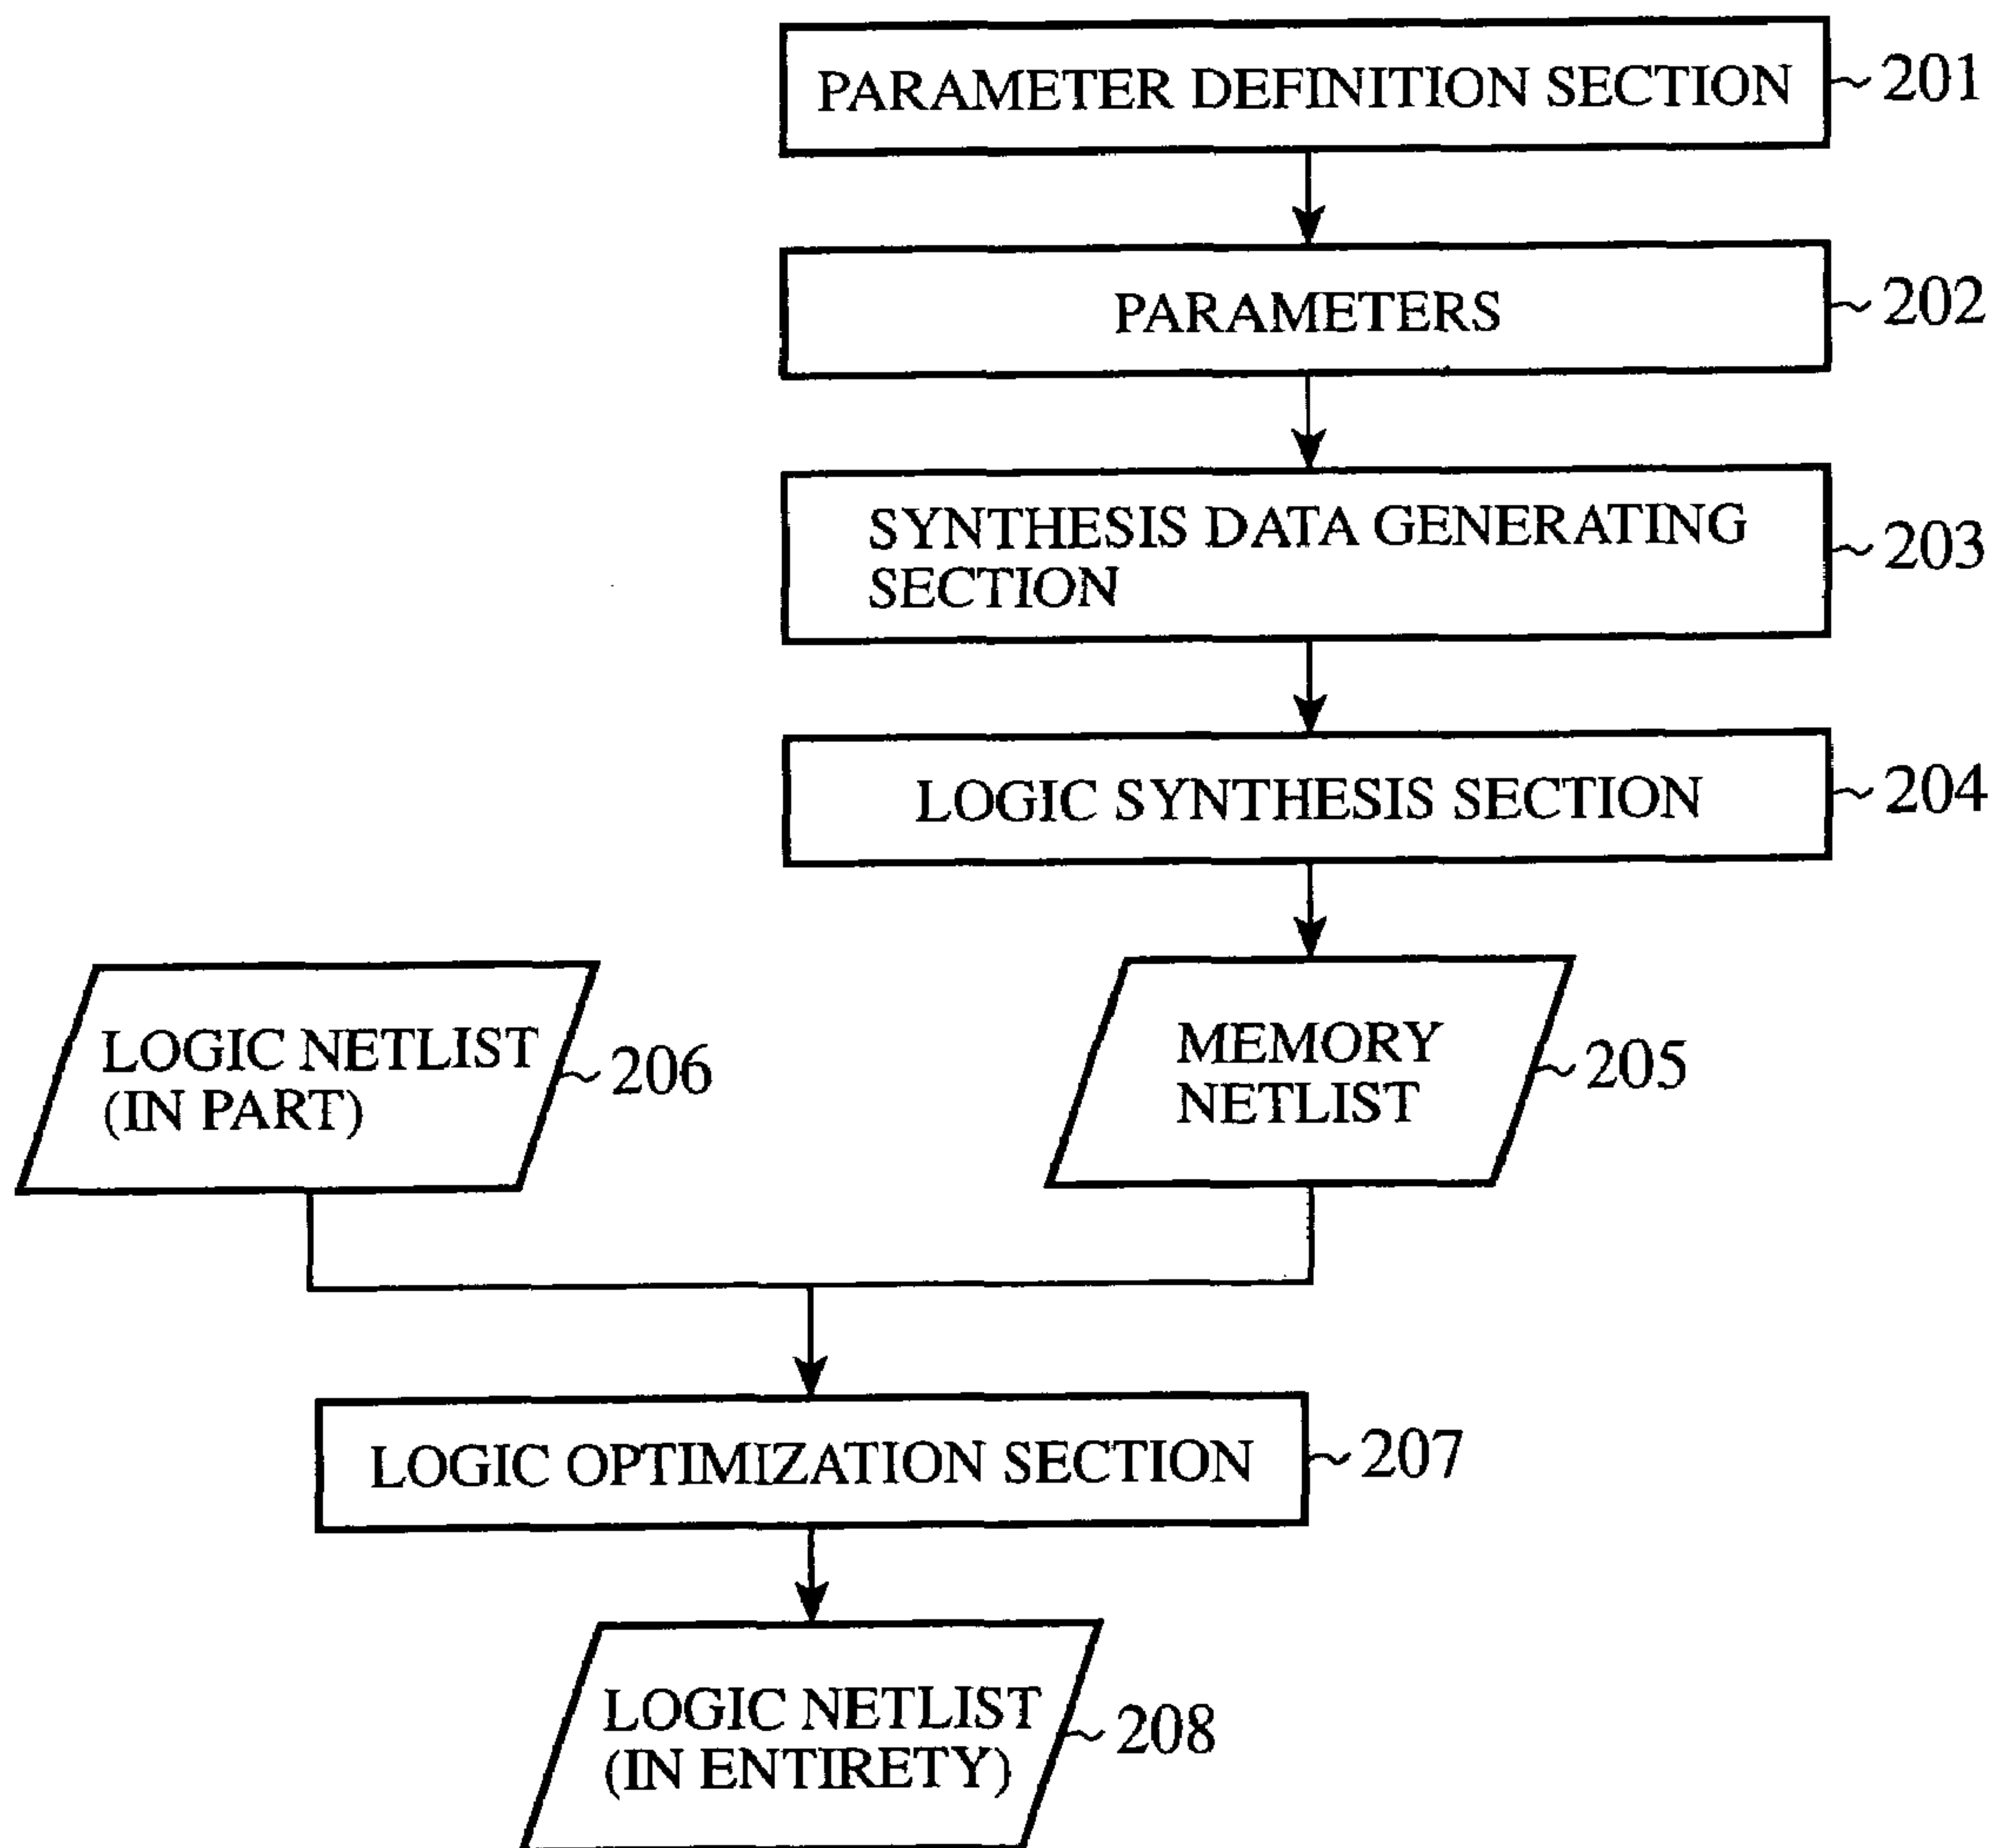 PARAMETER DEFINITION SECTION
201
PARAMETERS
202
SYNTHESIS DATA GENERATING
SECTION
203
LOGIC SYNTHESIS SECTION
204
LOGIC NETLIST
(IN PART)
206
MEMORY
NETLIST
205
LOGIC OPTIMIZATION SECTION
207
LOGIC NETLIST
(IN ENTIRETY)
208